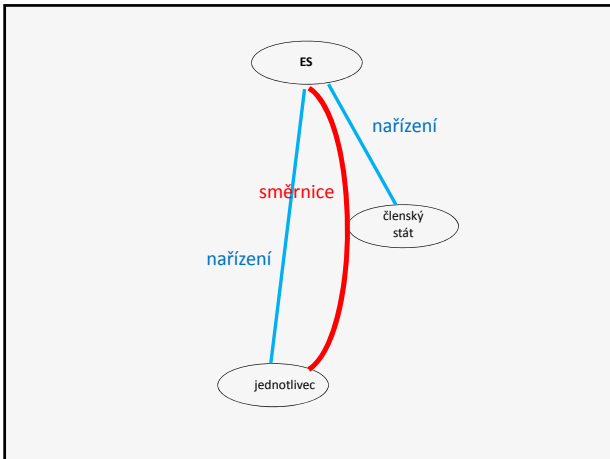 ES
nařízení
směrnice
členský
stát
nařízení
jednotlivec